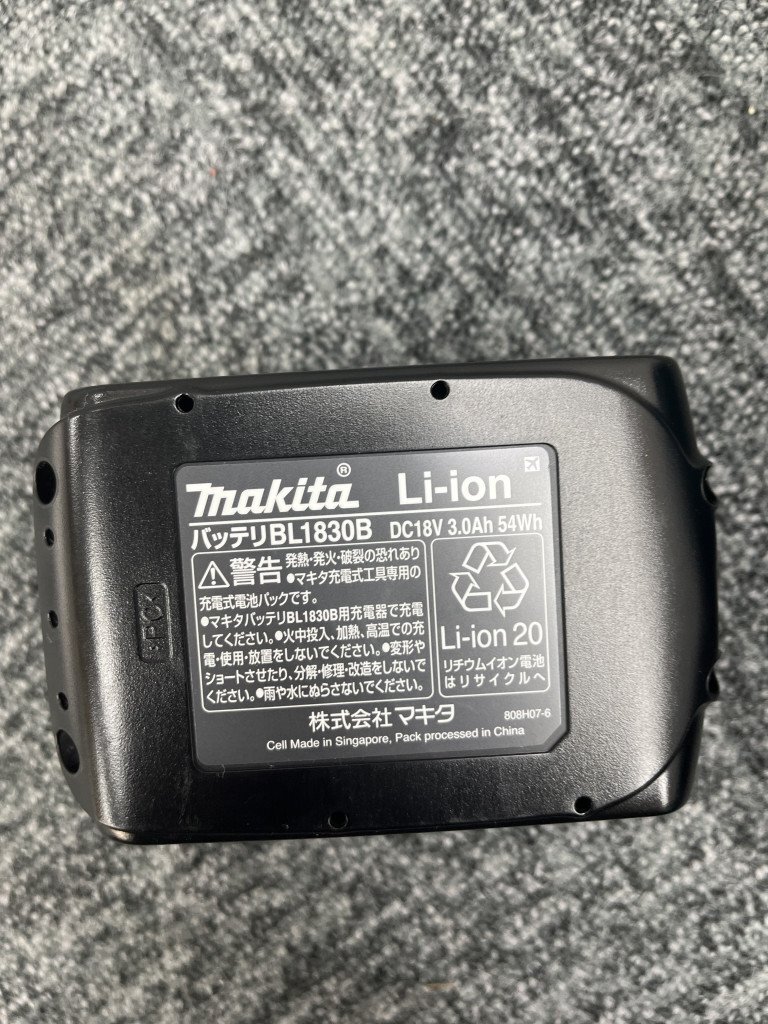 makita® Li-ion
バッテリBL1830B DC18V 3.0Ah 54Wh
警告 発熱・発火・破裂の恐れあり
●マキタ充電式工具専用の
充電式電池パックです。
●マキタバッテリBL1830B用充電器で充電
してください。●火中投入、加熱、高温での充
電・使用・放置をしないでください。●変形や
ショートさせたり、分解・修理・改造をしないで
ください。●雨や水にぬらさないでください。
Li-ion 20
リチウムイオン電池
はリサイクルへ
株式会社マキタ 808H07-6
Cell Made in Singapore, Pack processed in China